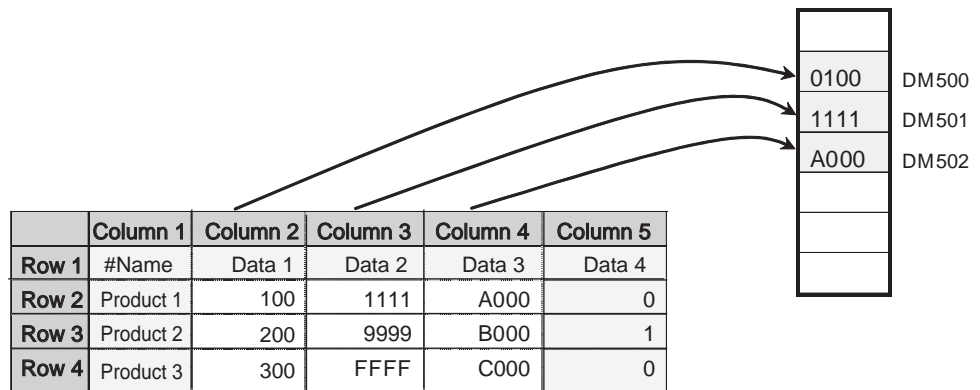 0100 DM500
1111 DM501
A000 DM502
Column 1 Column 2 Column 3 Column 4 Column 5
Row 1 #Name Data 1 Data 2 Data 3 Data 4
Row 2 Product 1 100 1111 A000 0
Row 3 Product 2 200 9999 B000 1
Row 4 Product 3 300 FFFF C000 0